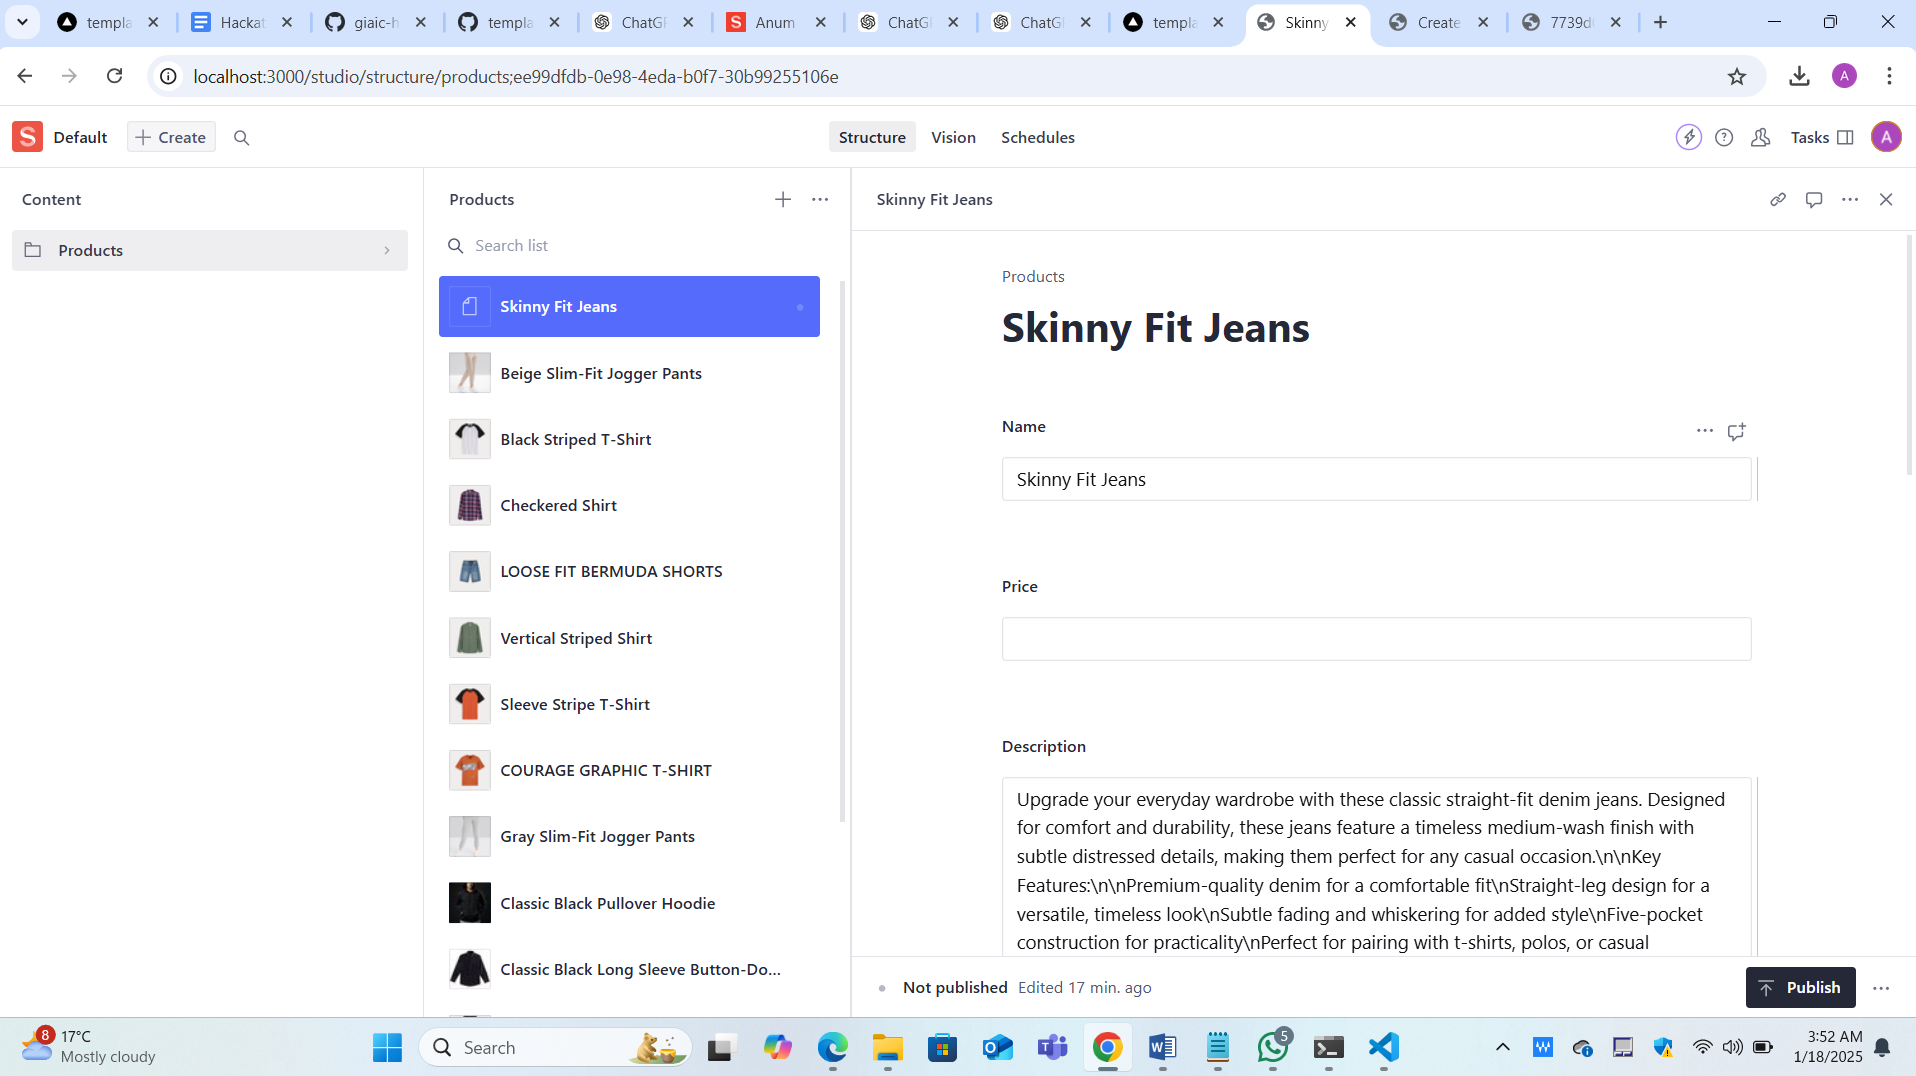 templa
Hackat
giaic-h
templa
ChatGP
Anum
ChatGP
ChatGP
templa
Skinny
Create
7739d
localhost:3000/studio/structure/products;ee99dfdb-0e98-4eda-b0f7-30b99255106e
A
S
Default
Create
Structure
Vision
Schedules
Tasks
A
Content
Products
Products
Search list
Skinny Fit Jeans
Beige Slim-Fit Jogger Pants
Black Striped T-Shirt
Checkered Shirt
LOOSE FIT BERMUDA SHORTS
Vertical Striped Shirt
Sleeve Stripe T-Shirt
COURAGE GRAPHIC T-SHIRT
Gray Slim-Fit Jogger Pants
Classic Black Pullover Hoodie
Classic Black Long Sleeve Button-Do...
Skinny Fit Jeans
Products
Skinny Fit Jeans
Name
Skinny Fit Jeans
Price
Description
Upgrade your everyday wardrobe with these classic straight-fit denim jeans. Designed
for comfort and durability, these jeans feature a timeless medium-wash finish with
subtle distressed details, making them perfect for any casual occasion.\n\nKey
Features:\n\nPremium-quality denim for a comfortable fit\nStraight-leg design for a
versatile, timeless look\nSubtle fading and whiskering for added style\nFive-pocket
construction for practicality\nPerfect for pairing with t-shirts, polos, or casual
Not published Edited 17 min. ago
Publish
8
17°C
Mostly cloudy
Search
5
3:52 AM
1/18/2025